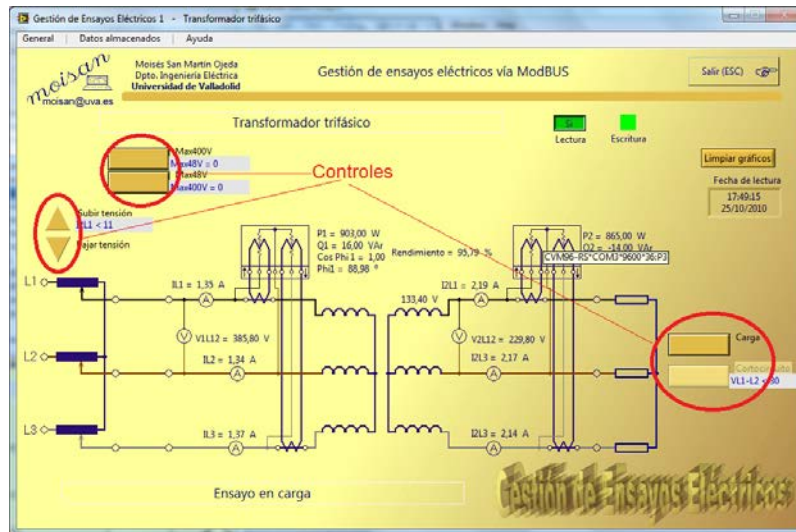 Gestión de Ensayos Eléctricos 1 - Transformador trifásico
General Datos almacenados Ayuda
moisan
moisan@uva.es
Moisés San Martín Ojeda
Dpto. Ingeniería Eléctrica
Universidad de Valladolid
Gestión de ensayos eléctricos vía ModBUS
Salir (ESC)
Transformador trifásico
SI
Lectura
Escritura
Limpiar gráficos
Fecha de lectura
17:49:15
25/10/2010
Max400V
Max48V = 0
Max48V
Max400V = 0
Controles
Subir tensión
I2L1 < 11
Bajar tensión
P1 = 903,00 W
Q1 = 16,00 VAr
Cos Phi 1 = 1,00
Phi1 = 88,98 º
Rendimiento = 95,79 %
P2 = 865,00 W
Q2 = -14,00 VAr
CVM96-RS*COM3*9600*36:P3
L1
IL1 = 1,35 A
A
133,40 V
I2L1 = 2,19 A
A
V
V1L12 = 385,80 V
V
V2L12 = 229,80 V
Carga
Cortocircuito
VL1-L2 < 30
L2
IL2 = 1,34 A
A
I2L3 = 2,17 A
A
L3
IL3 = 1,37 A
A
I2L3 = 2,14 A
A
Ensayo en carga
Gestión de Ensayos Eléctricos